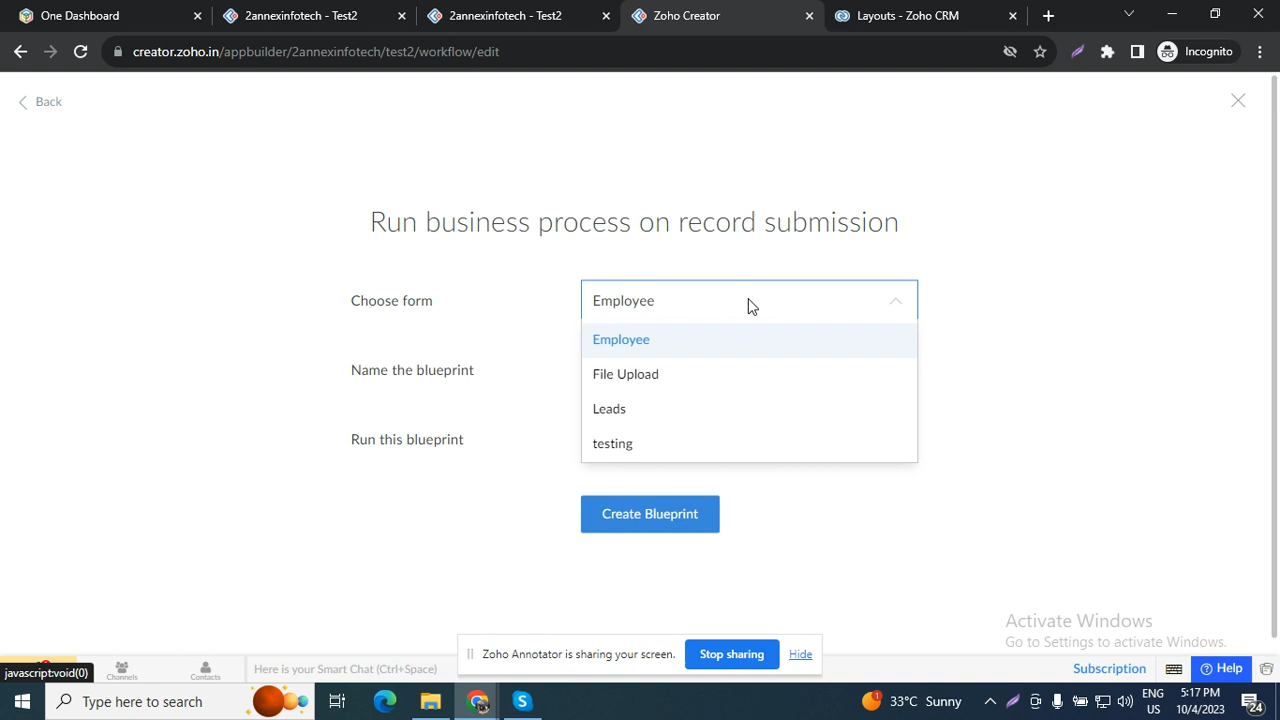 One Dashboard
2annexinfotech - Test2
2annexinfotech - Test2
Zoho Creator
Layouts - Zoho CRM
creator.zoho.in/appbuilder/2annexinfotech/test2/workflow/edit
Incognito
Back
Run business process on record submission
Choose form
Employee
Employee
Name the blueprint
File Upload
Leads
Run this blueprint
testing
Create Blueprint
Activate Windows
Go to Settings to activate Windows.
Zoho Annotator is sharing your screen.
Stop sharing
Hide
javascript:void(0)
Channels
Contacts
Here is your Smart Chat (Ctrl+Space)
Subscription
Help
Type here to search
33°C Sunny
ENG
US
5:17 PM
10/4/2023
24